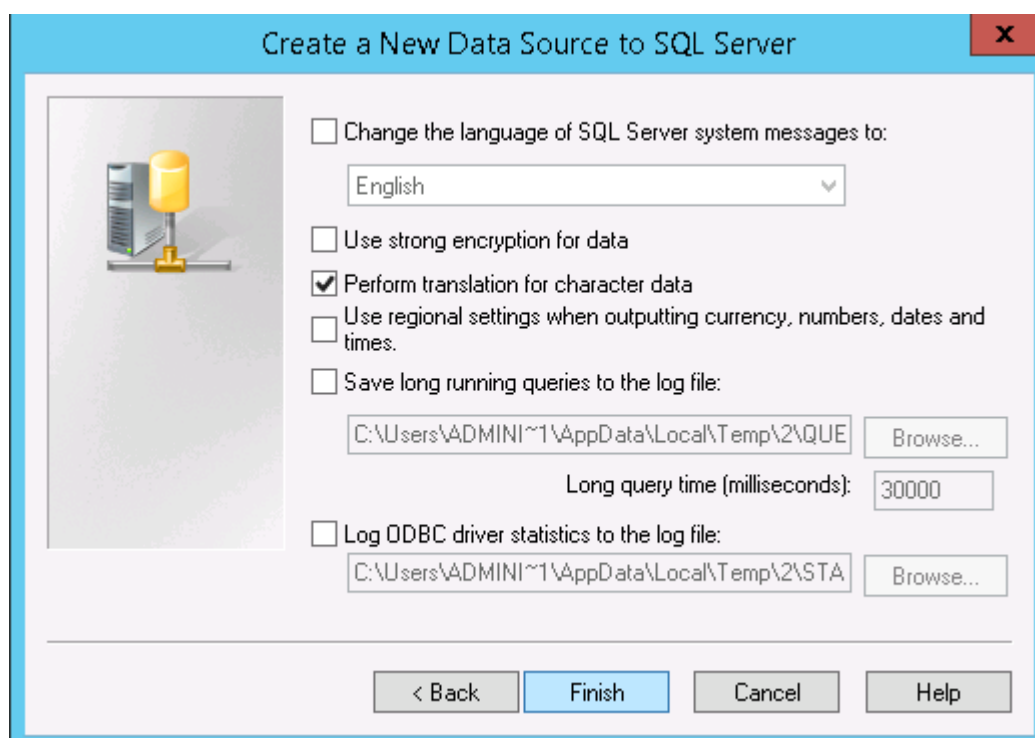 Create a New Data Source to SQL Server
x
Change the language of SQL Server system messages to:
English
Use strong encryption for data
Perform translation for character data
Use regional settings when outputting currency, numbers, dates and
times.
Save long running queries to the log file:
C:\Users\ADMINI~1\AppData\Local\Temp\2\QUE
Browse...
Long query time (milliseconds):
30000
Log ODBC driver statistics to the log file:
C:\Users\ADMINI~1\AppData\Local\Temp\2\STA
Browse...
< Back
Finish
Cancel
Help